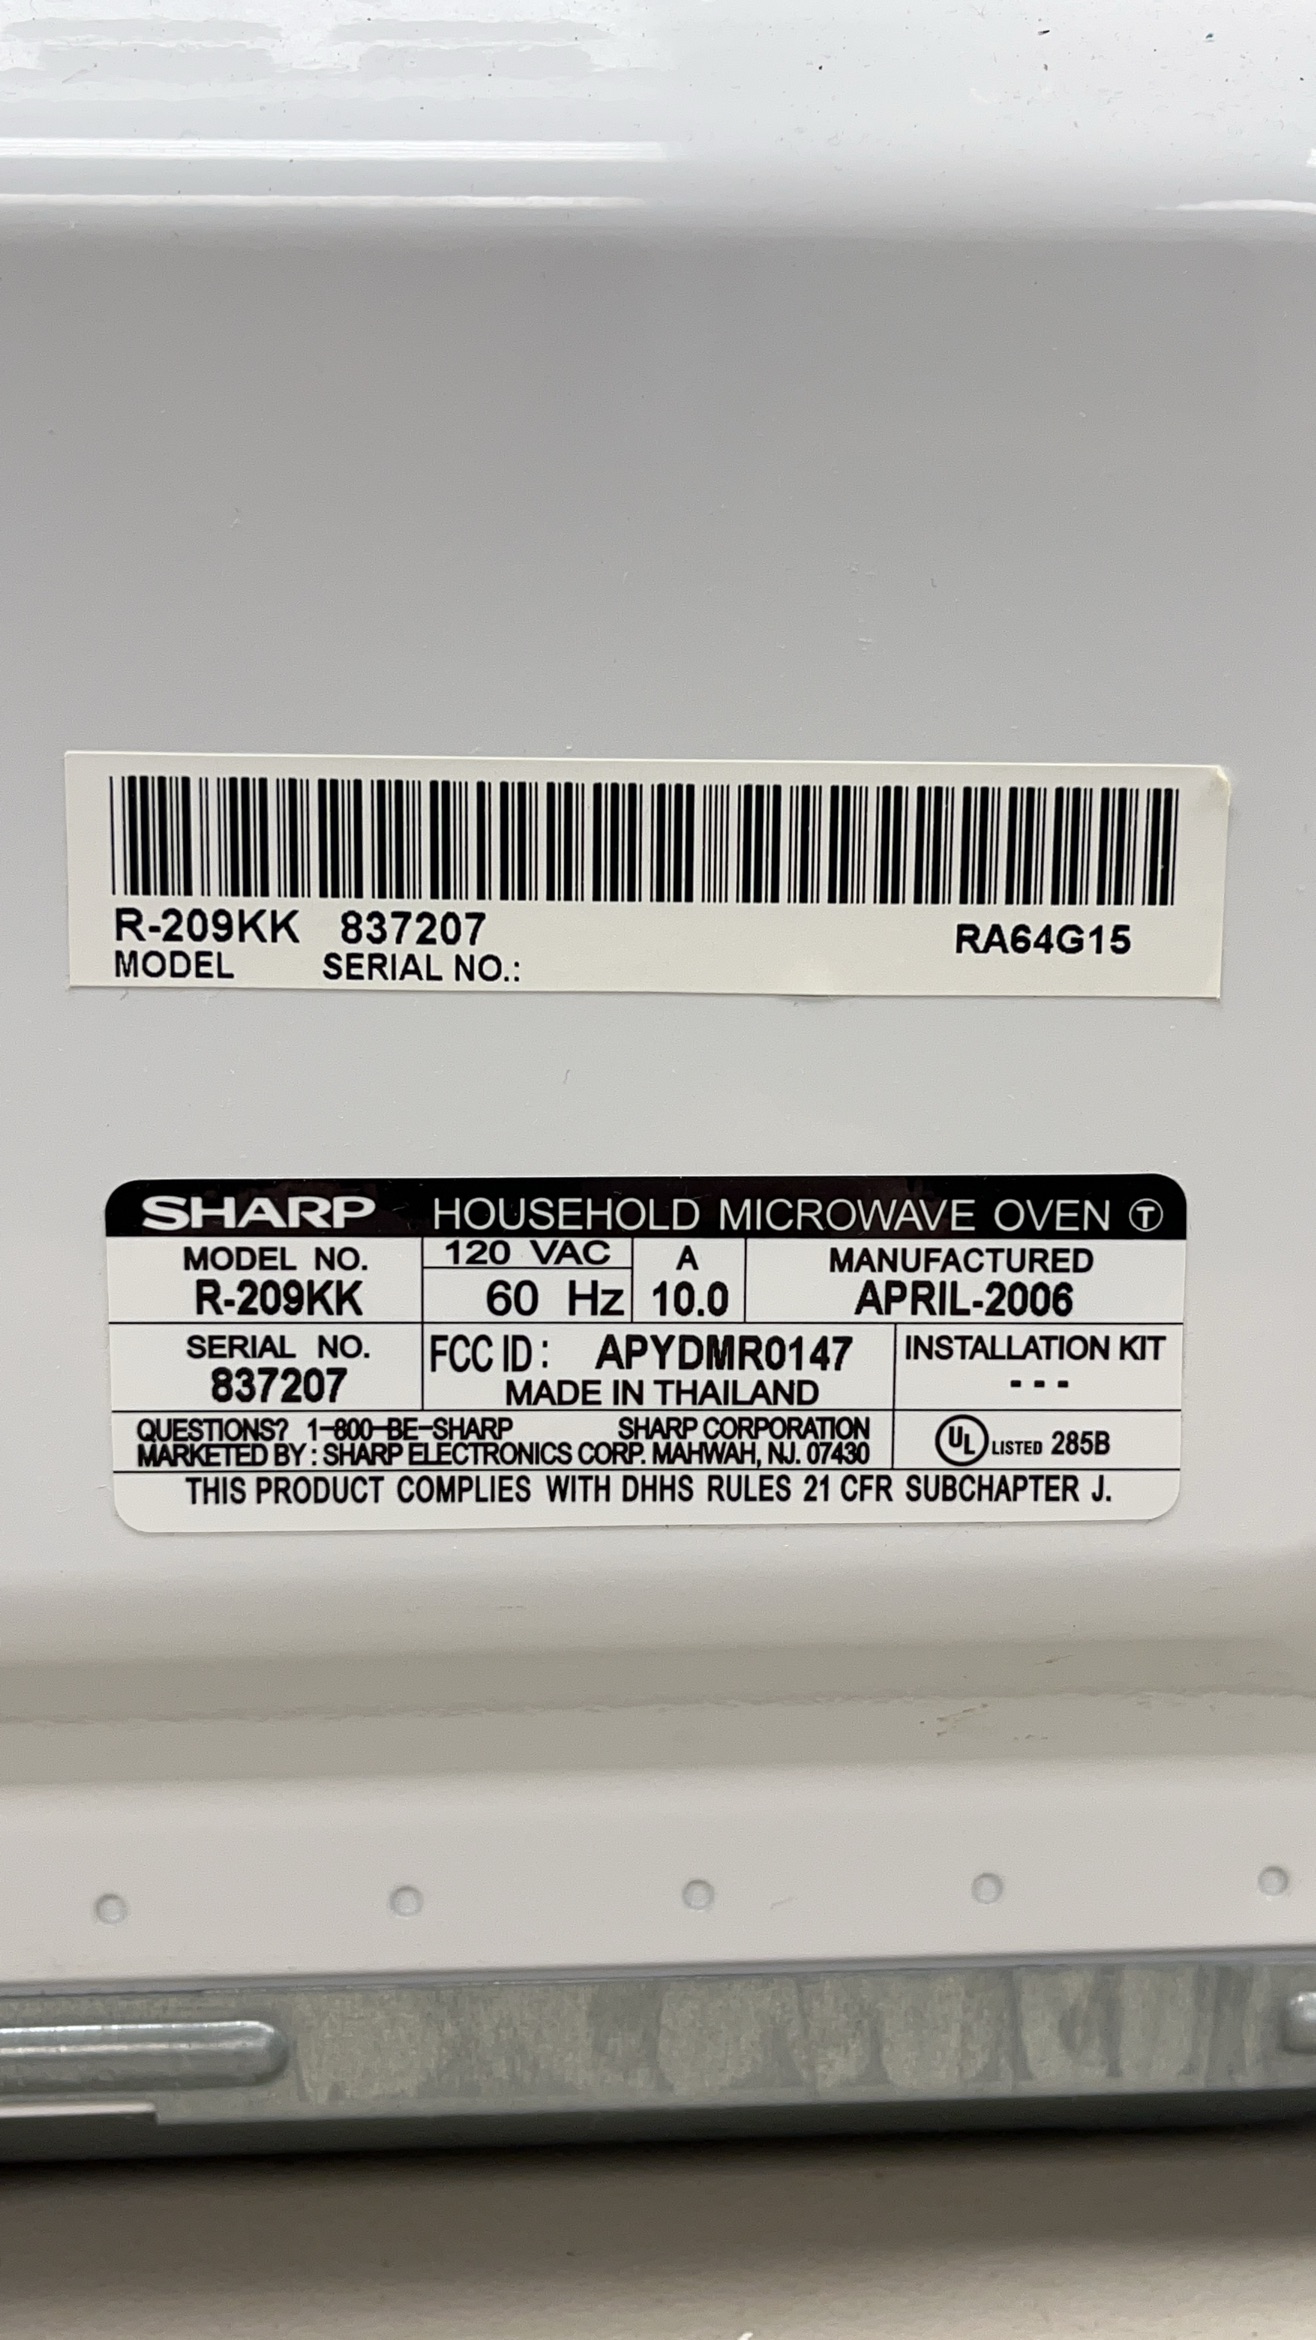 R-209KK 837207 RA64G15
MODEL SERIAL NO.:
SHARP HOUSEHOLD MICROWAVE OVEN Ⓣ
MODEL NO. 120 VAC A MANUFACTURED
R-209KK 60 Hz 10.0 APRIL-2006
SERIAL NO. FCC ID: APYDMR0147 INSTALLATION KIT
837207 MADE IN THAILAND ---
QUESTIONS? 1-800-BE-SHARP SHARP CORPORATION
MARKETED BY: SHARP ELECTRONICS CORP. MAHWAH, NJ. 07430
UL LISTED 285B
THIS PRODUCT COMPLIES WITH DHHS RULES 21 CFR SUBCHAPTER J.